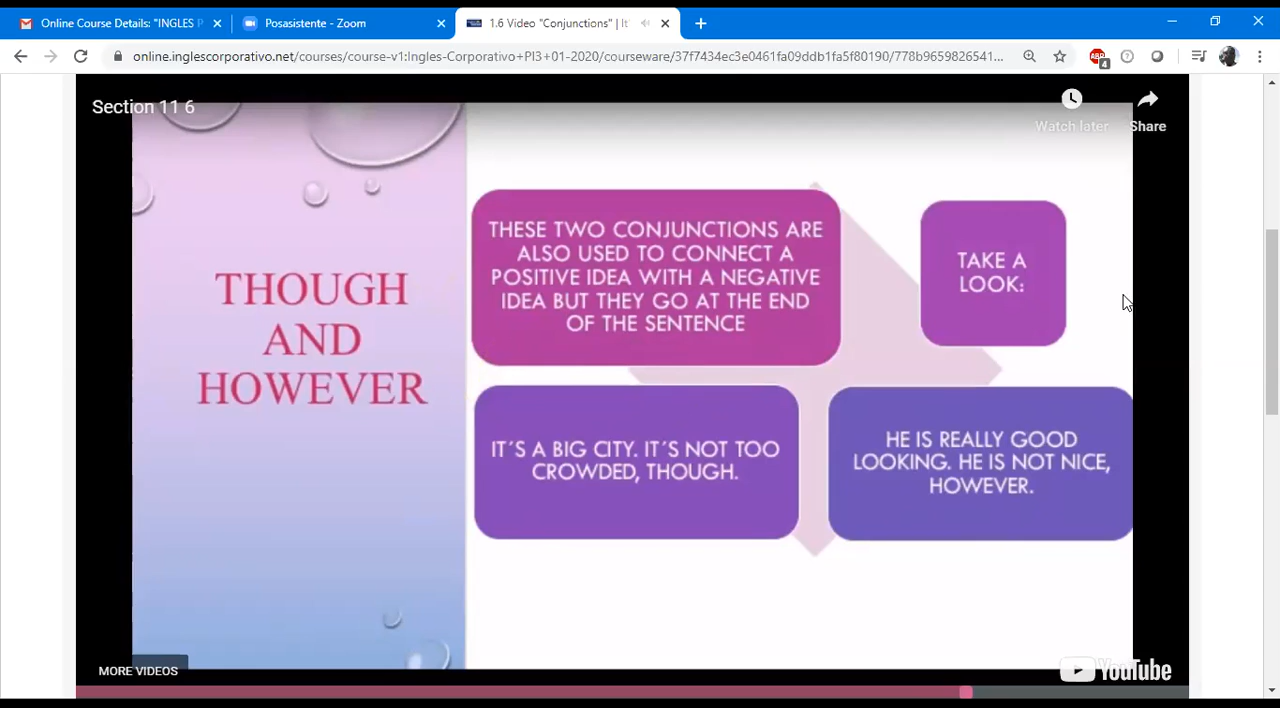 Online Course Details: "INGLES P
Posasistente - Zoom
1.6 Video "Conjunctions" | It
online.inglescorporativo.net/courses/course-v1:Ingles-Corporativo+PI3+01-2020/courseware/37f7434ec3e0461fa09ddb1fa5f80190/778b9659826541...
4
Section 11 6
Watch later
Share
THOUGH
AND
HOWEVER
THESE TWO CONJUNCTIONS ARE
ALSO USED TO CONNECT A
POSITIVE IDEA WITH A NEGATIVE
IDEA BUT THEY GO AT THE END
OF THE SENTENCE
TAKE A
LOOK:
IT´S A BIG CITY. IT´S NOT TOO
CROWDED, THOUGH.
HE IS REALLY GOOD
LOOKING. HE IS NOT NICE,
HOWEVER.
MORE VIDEOS
YouTube